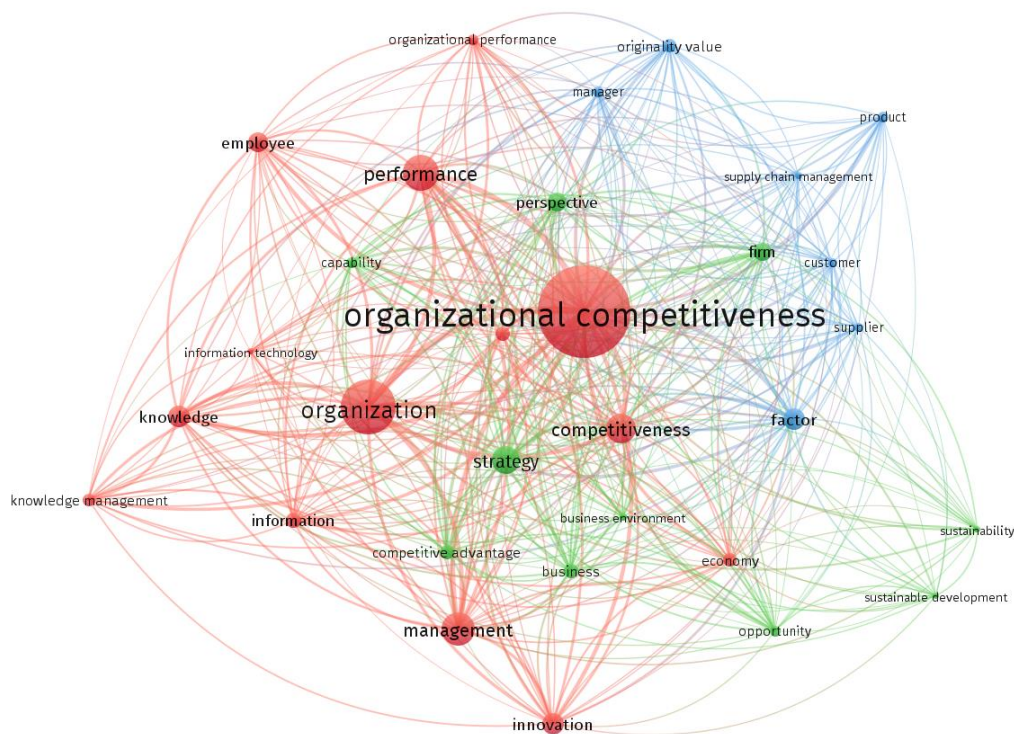 organizational performance
originality value
manager
product
employee
performance
supply chain management
perspective
firm
capability
customer
organizational competitiveness
supplier
information technology
organization
knowledge
factor
competitiveness
strategy
knowledge management
information
business environment
sustainability
competitive advantage
economy
business
sustainable development
management
opportunity
innovation